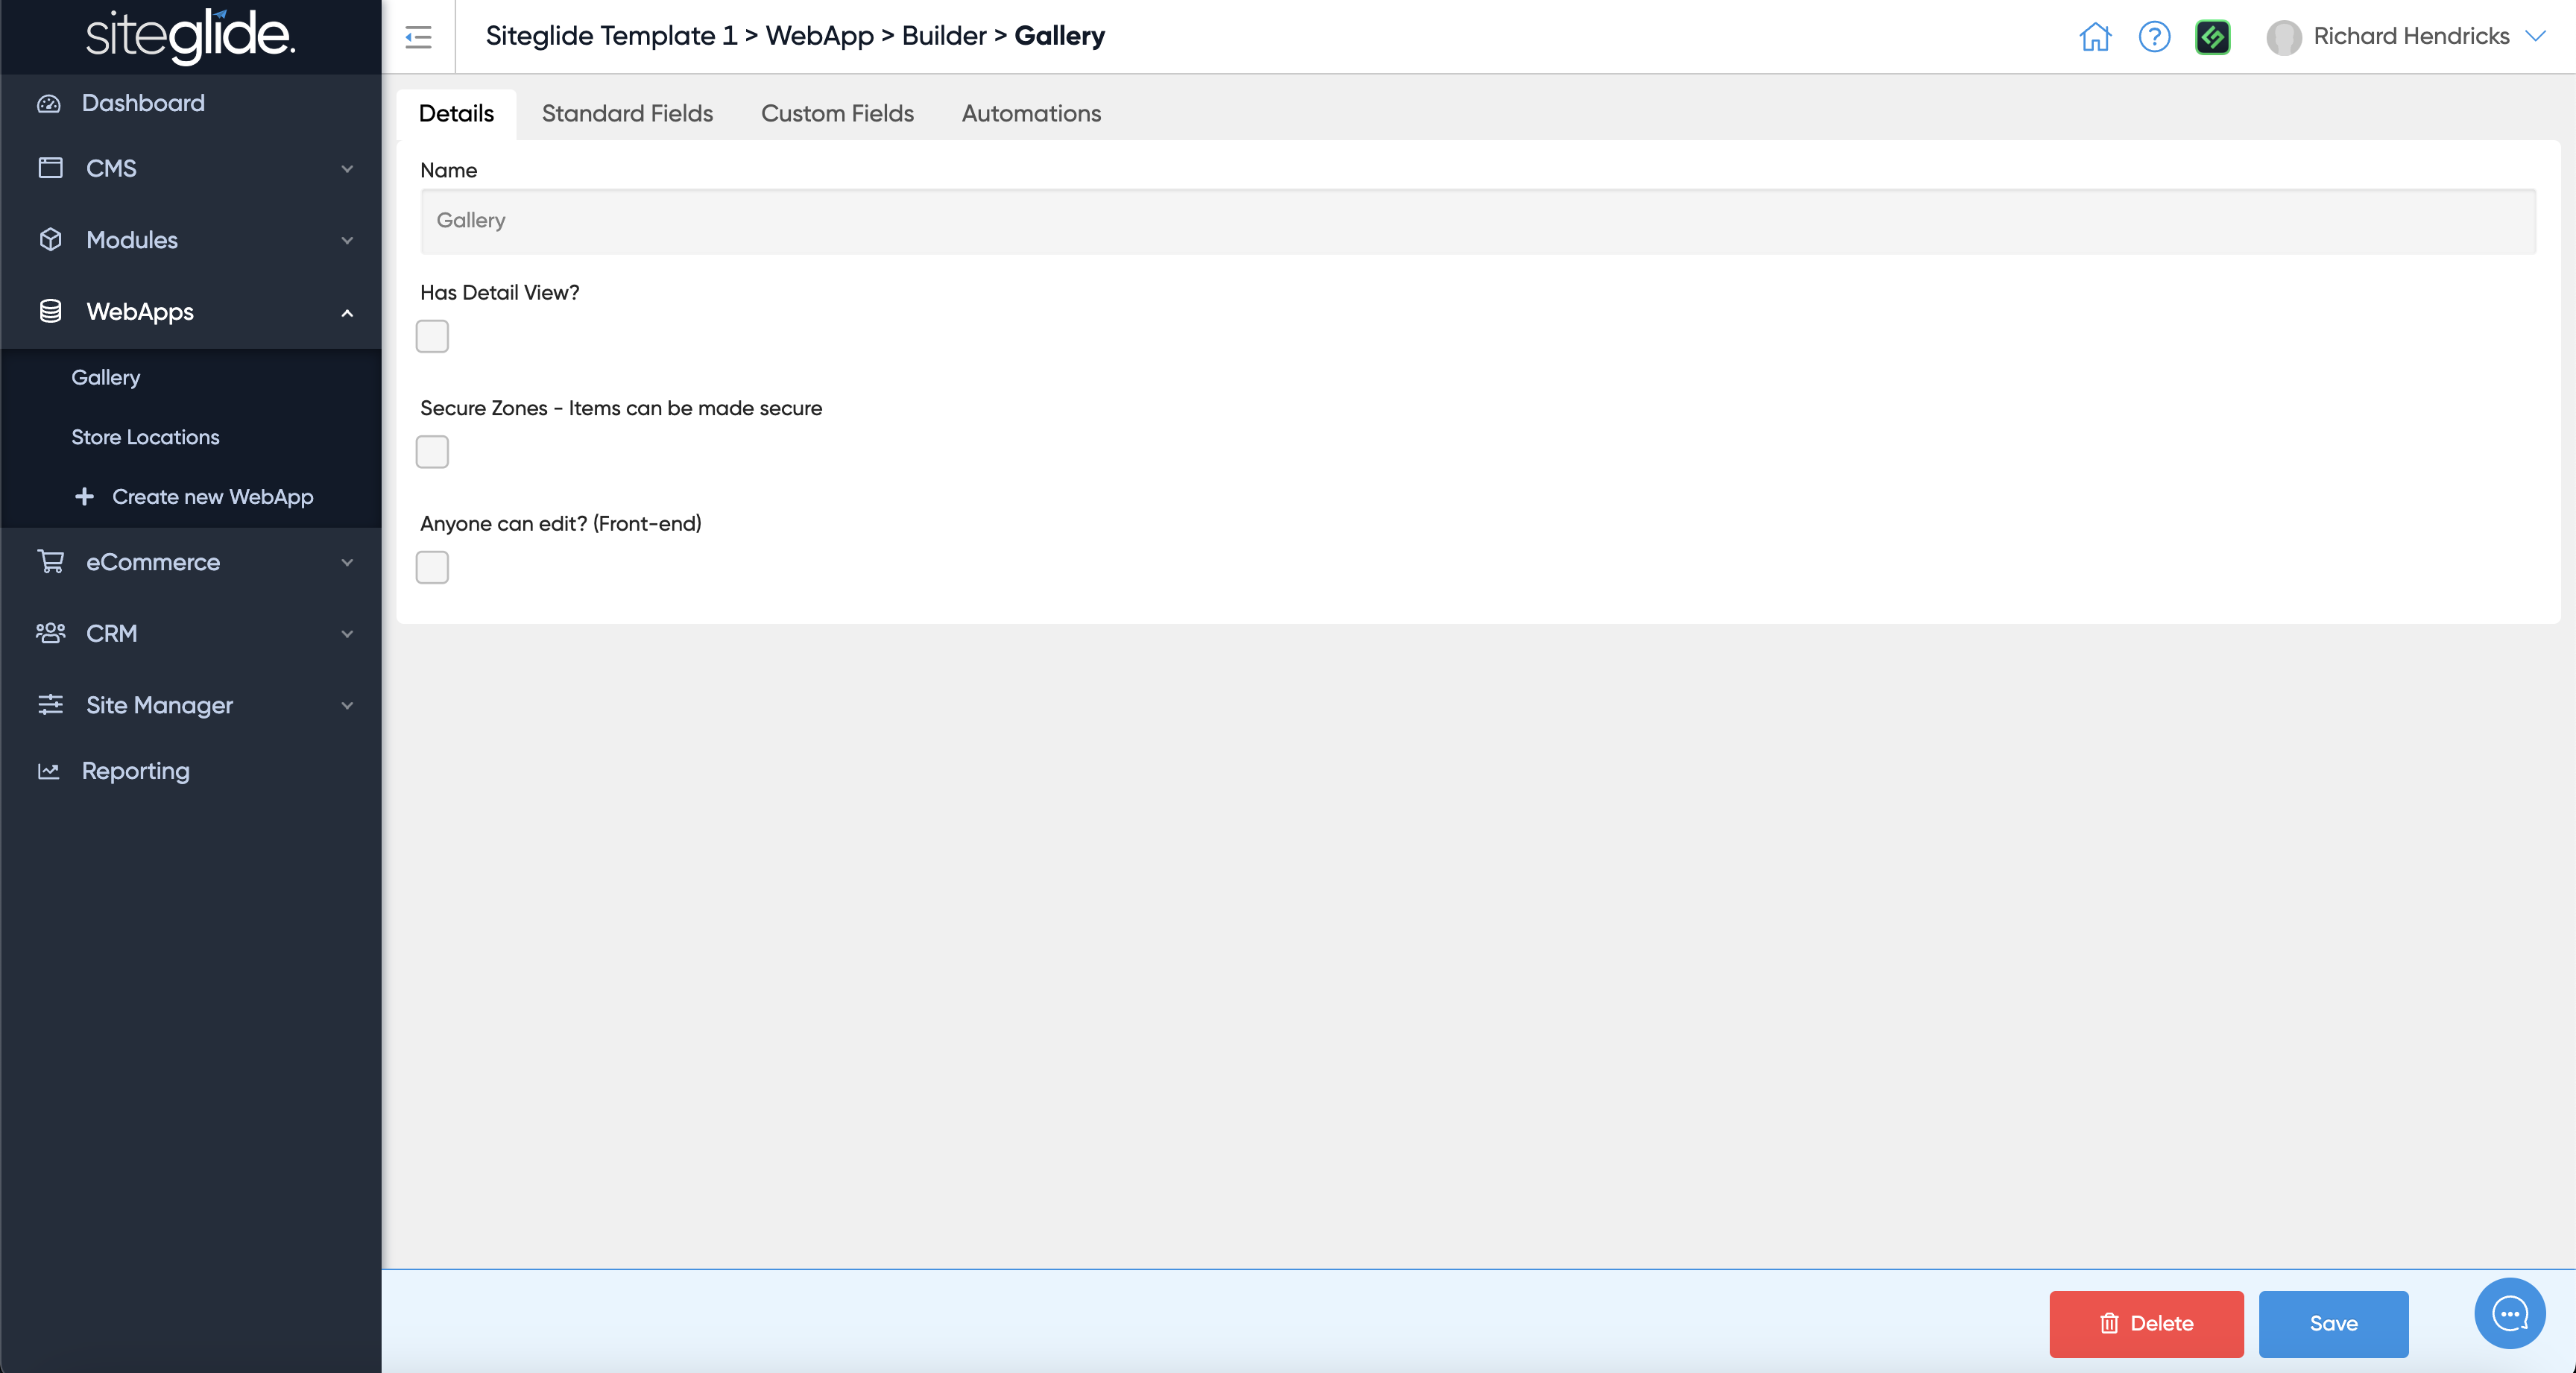 siteglide.
Siteglide Template 1 > WebApp > Builder > Gallery
Richard Hendricks
Dashboard
CMS
Modules
WebApps
Gallery
Store Locations
+ Create new WebApp
eCommerce
CRM
Site Manager
Reporting
Details Standard Fields Custom Fields Automations
Name
Gallery
Has Detail View?
Secure Zones - Items can be made secure
Anyone can edit? (Front-end)
Delete Save